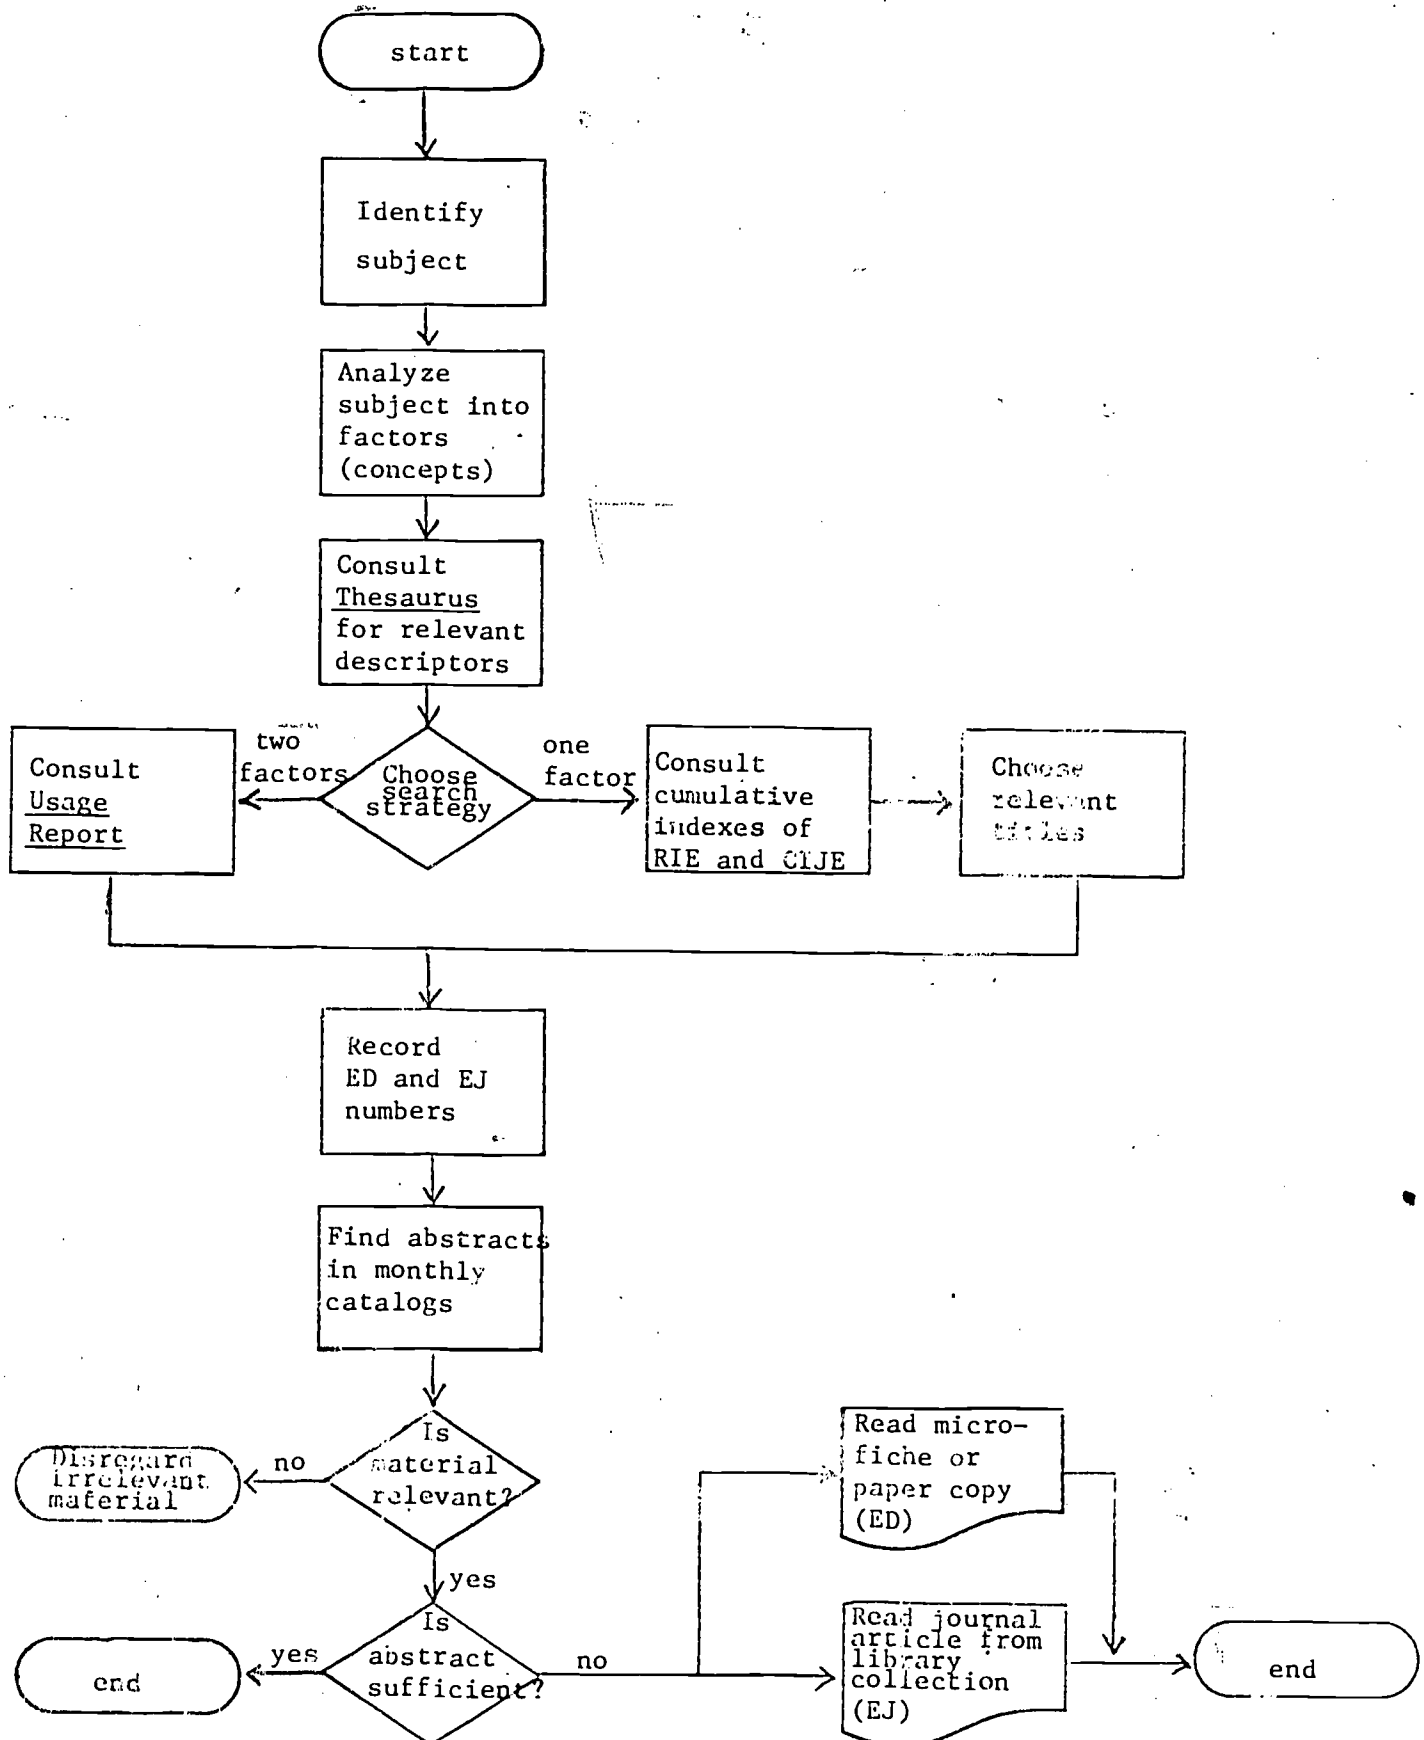 start
Identify
subject
Analyze
subject into
factors
(concepts)
Consult
Thesaurus
for relevant
descriptors
Consult
Usage
Report
two
factors
Choose
search
strategy
one
factor
Consult
cumulative
indexes of
RIE and CIJE
Choose
relevant
titles
Record
ED and EJ
numbers
Find abstracts
in monthly
catalogs
Is
material
relevant?
no
Disregard
irrelevant
material
yes
Is
abstract
sufficient?
yes
end
no
Read micro-
fiche or
paper copy
(ED)
Read journal
article from
library
collection
(EJ)
end